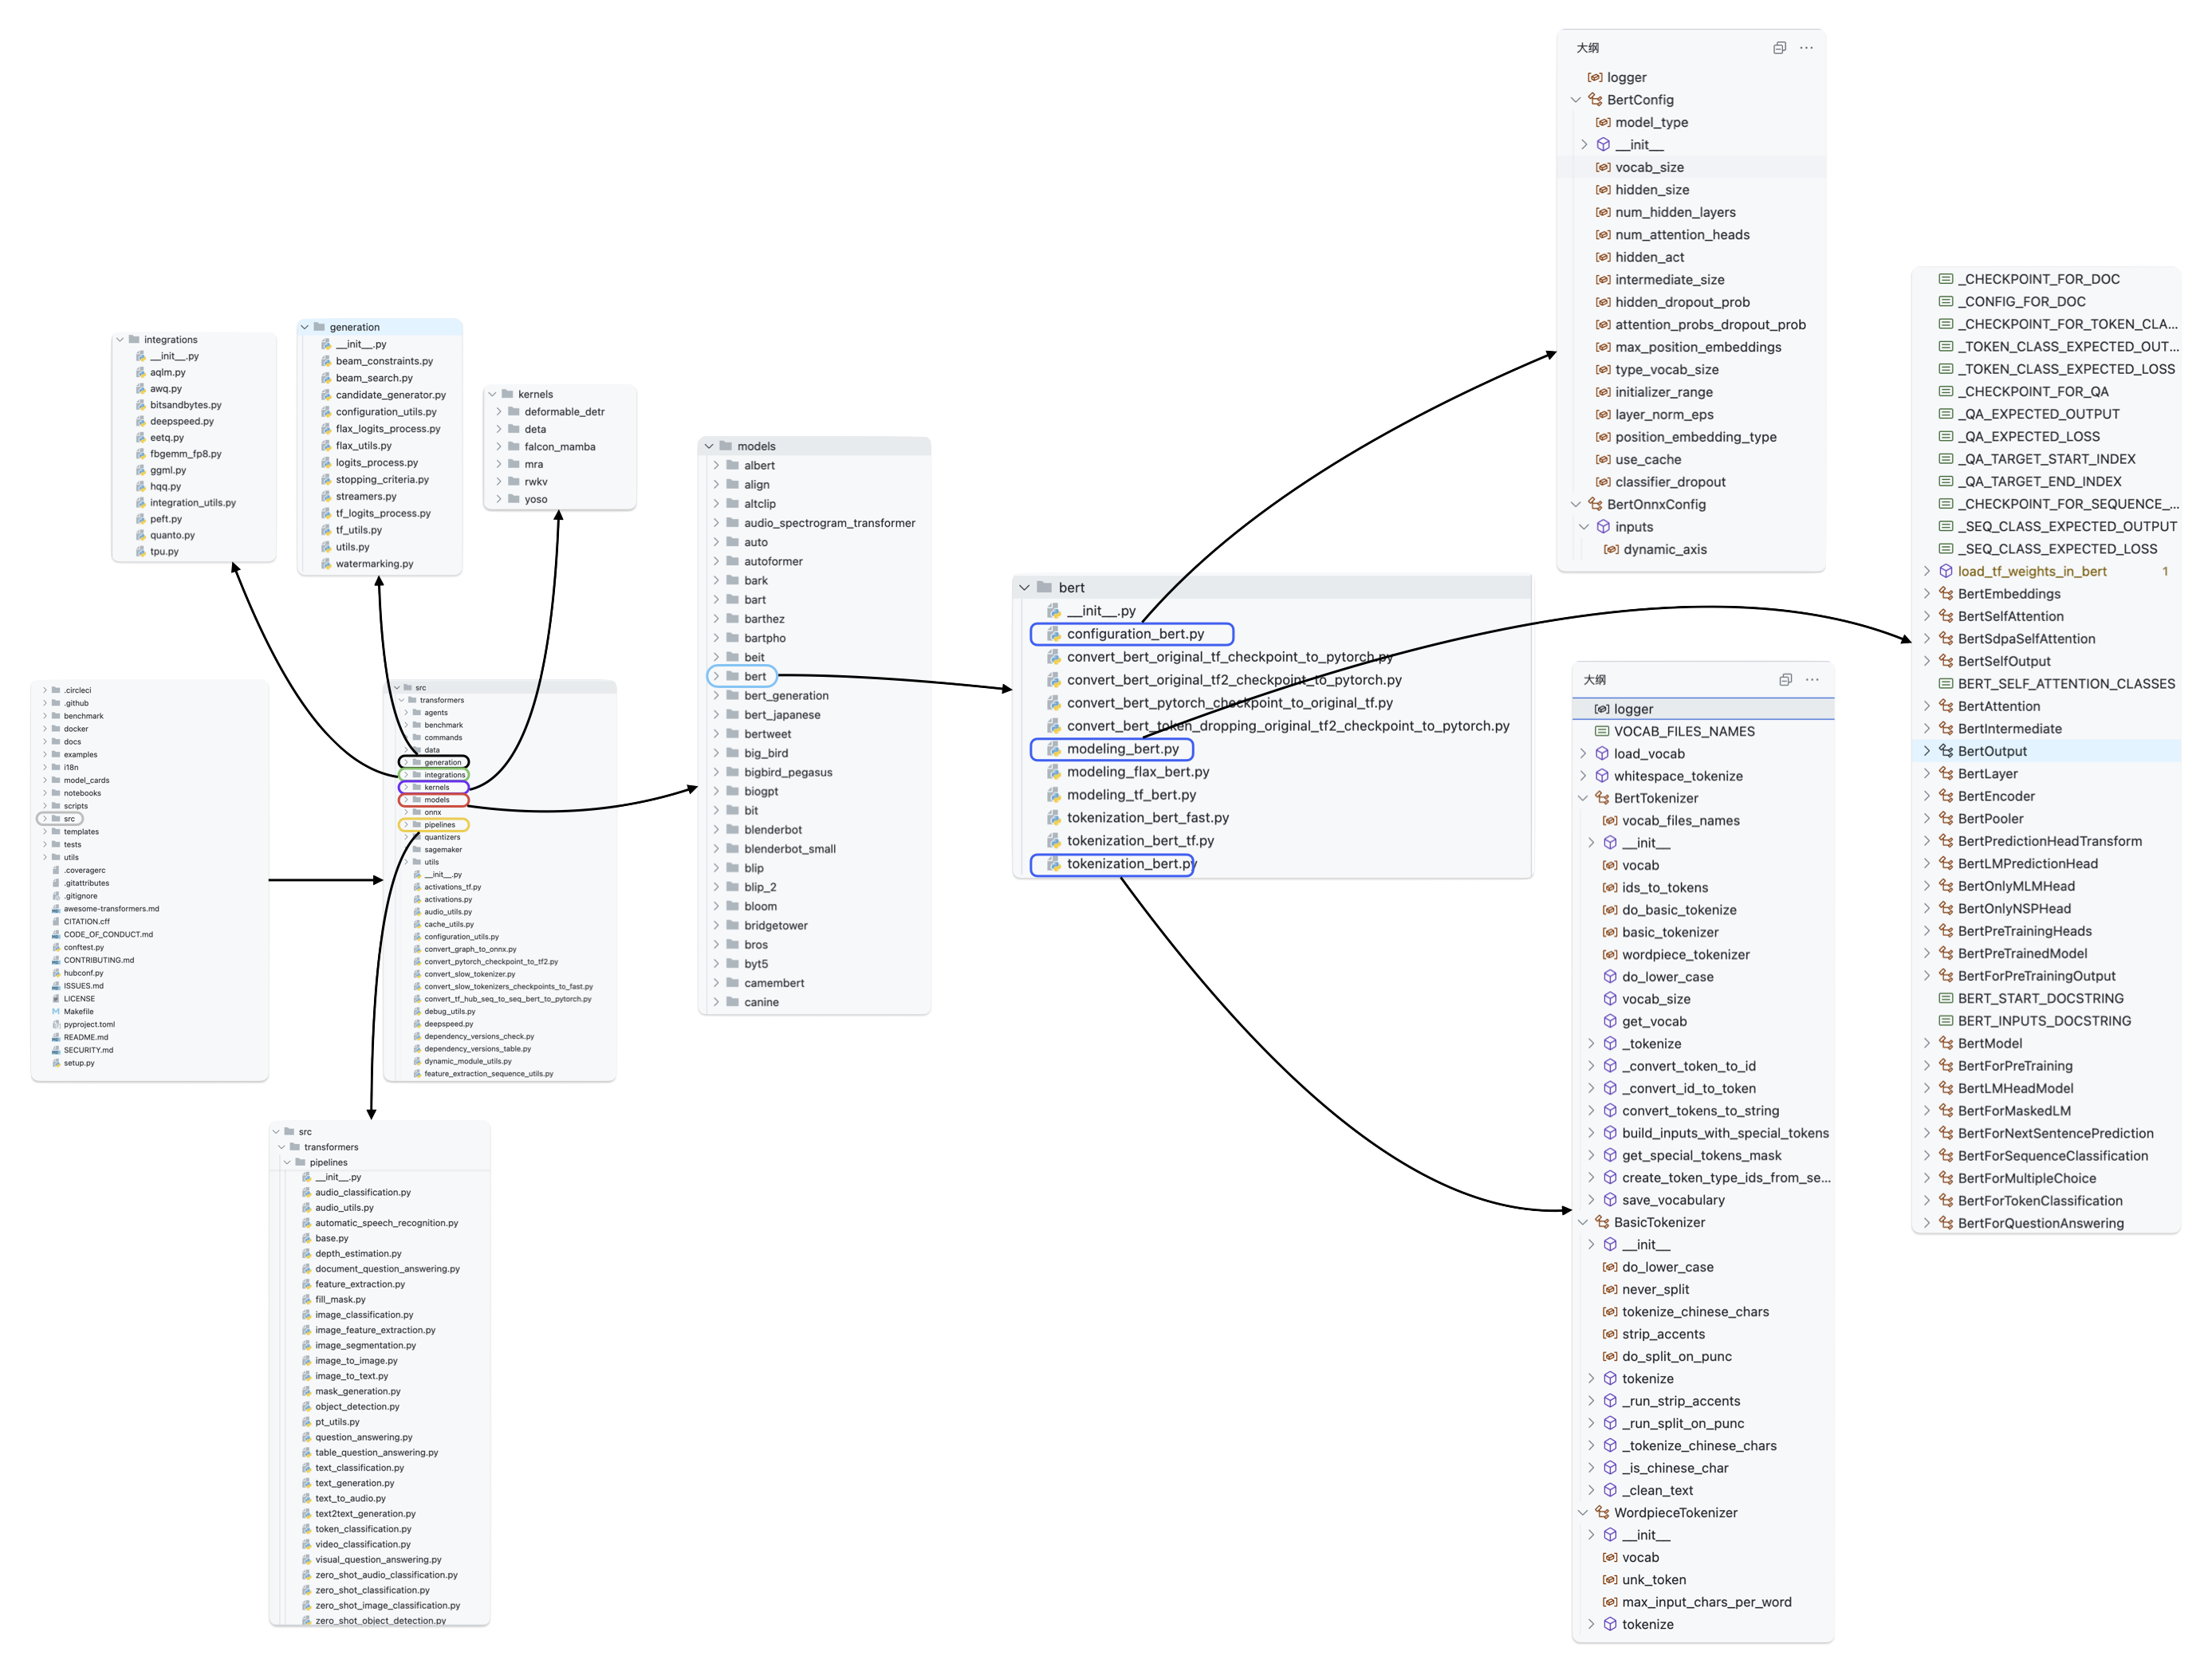 .circleci
.github
benchmark
docker
docs
examples
i18n
model_cards
notebooks
scripts
src
templates
tests
utils
.coveragerc
.gitattributes
.gitignore
awesome-transformers.md
CITATION.cff
CODE_OF_CONDUCT.md
conftest.py
CONTRIBUTING.md
hubconf.py
ISSUES.md
LICENSE
Makefile
pyproject.toml
README.md
SECURITY.md
setup.py
integrations
__init__.py
aqlm.py
awq.py
bitsandbytes.py
deepspeed.py
eetq.py
fbgemm_fp8.py
ggml.py
hqq.py
integration_utils.py
peft.py
quanto.py
tpu.py
generation
__init__.py
beam_constraints.py
beam_search.py
candidate_generator.py
configuration_utils.py
flax_logits_process.py
flax_utils.py
logits_process.py
stopping_criteria.py
streamers.py
tf_logits_process.py
tf_utils.py
utils.py
watermarking.py
kernels
deformable_detr
deta
falcon_mamba
mra
rwkv
yoso
src
transformers
agents
benchmark
commands
data
generation
integrations
kernels
models
onnx
pipelines
quantizers
sagemaker
utils
__init__.py
activations_tf.py
activations.py
audio_utils.py
cache_utils.py
configuration_utils.py
convert_graph_to_onnx.py
convert_pytorch_checkpoint_to_tf2.py
convert_slow_tokenizer.py
convert_slow_tokenizers_checkpoints_to_fast.py
convert_tf_hub_seq_to_seq_bert_to_pytorch.py
debug_utils.py
deepspeed.py
dependency_versions_check.py
dependency_versions_table.py
dynamic_module_utils.py
feature_extraction_sequence_utils.py
src
transformers
pipelines
__init__.py
audio_classification.py
audio_utils.py
automatic_speech_recognition.py
base.py
depth_estimation.py
document_question_answering.py
feature_extraction.py
fill_mask.py
image_classification.py
image_feature_extraction.py
image_segmentation.py
image_to_image.py
image_to_text.py
mask_generation.py
object_detection.py
pt_utils.py
question_answering.py
table_question_answering.py
text_classification.py
text_generation.py
text_to_audio.py
text2text_generation.py
token_classification.py
video_classification.py
visual_question_answering.py
zero_shot_audio_classification.py
zero_shot_classification.py
zero_shot_image_classification.py
zero_shot_object_detection.py
models
albert
align
altclip
audio_spectrogram_transformer
auto
autoformer
bark
bart
barthez
bartpho
beit
bert
bert_generation
bert_japanese
bertweet
big_bird
bigbird_pegasus
biogpt
bit
blenderbot
blenderbot_small
blip
blip_2
bloom
bridgetower
bros
byt5
camembert
canine
bert
__init__.py
configuration_bert.py
convert_bert_original_tf_checkpoint_to_pytorch.py
convert_bert_original_tf2_checkpoint_to_pytorch.py
convert_bert_pytorch_checkpoint_to_original_tf.py
convert_bert_token_dropping_original_tf2_checkpoint_to_pytorch.py
modeling_bert.py
modeling_flax_bert.py
modeling_tf_bert.py
tokenization_bert_fast.py
tokenization_bert_tf.py
tokenization_bert.py
大纲
logger
BertConfig
model_type
__init__
vocab_size
hidden_size
num_hidden_layers
num_attention_heads
hidden_act
intermediate_size
hidden_dropout_prob
attention_probs_dropout_prob
max_position_embeddings
type_vocab_size
initializer_range
layer_norm_eps
position_embedding_type
use_cache
classifier_dropout
BertOnnxConfig
inputs
dynamic_axis
大纲
logger
VOCAB_FILES_NAMES
load_vocab
whitespace_tokenize
BertTokenizer
vocab_files_names
__init__
vocab
ids_to_tokens
do_basic_tokenize
basic_tokenizer
wordpiece_tokenizer
do_lower_case
vocab_size
get_vocab
_tokenize
_convert_token_to_id
_convert_id_to_token
convert_tokens_to_string
build_inputs_with_special_tokens
get_special_tokens_mask
create_token_type_ids_from_se...
save_vocabulary
BasicTokenizer
__init__
do_lower_case
never_split
tokenize_chinese_chars
strip_accents
do_split_on_punc
tokenize
_run_strip_accents
_run_split_on_punc
_tokenize_chinese_chars
_is_chinese_char
_clean_text
WordpieceTokenizer
__init__
vocab
unk_token
max_input_chars_per_word
tokenize
_CHECKPOINT_FOR_DOC
_CONFIG_FOR_DOC
_CHECKPOINT_FOR_TOKEN_CLA...
_TOKEN_CLASS_EXPECTED_OUT...
_TOKEN_CLASS_EXPECTED_LOSS
_CHECKPOINT_FOR_QA
_QA_EXPECTED_OUTPUT
_QA_EXPECTED_LOSS
_QA_TARGET_START_INDEX
_QA_TARGET_END_INDEX
_CHECKPOINT_FOR_SEQUENCE_...
_SEQ_CLASS_EXPECTED_OUTPUT
_SEQ_CLASS_EXPECTED_LOSS
load_tf_weights_in_bert 1
BertEmbeddings
BertSelfAttention
BertSdpaSelfAttention
BertSelfOutput
BERT_SELF_ATTENTION_CLASSES
BertAttention
BertIntermediate
BertOutput
BertLayer
BertEncoder
BertPooler
BertPredictionHeadTransform
BertLMPredictionHead
BertOnlyMLMHead
BertOnlyNSPHead
BertPreTrainingHeads
BertPreTrainedModel
BertForPreTrainingOutput
BERT_START_DOCSTRING
BERT_INPUTS_DOCSTRING
BertModel
BertForPreTraining
BertLMHeadModel
BertForMaskedLM
BertForNextSentencePrediction
BertForSequenceClassification
BertForMultipleChoice
BertForTokenClassification
BertForQuestionAnswering